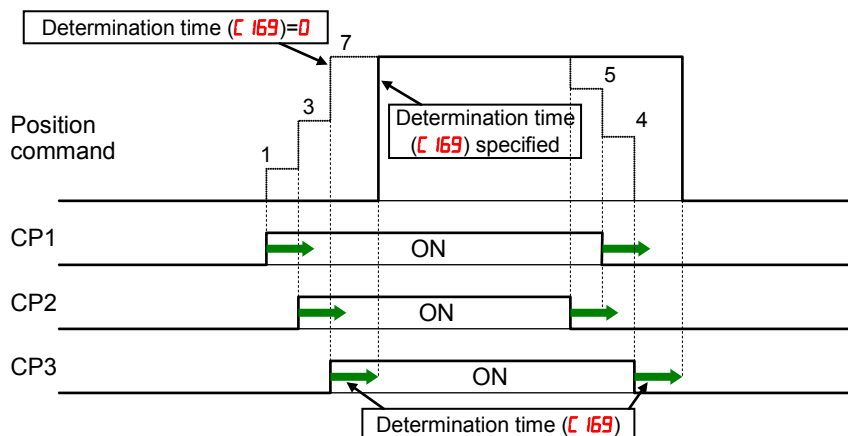 Determination time (C169)=0
7
5
3
Determination time
(C169) specified
4
Position
command
1
CP1
ON
CP2
ON
CP3
ON
Determination time (C169)